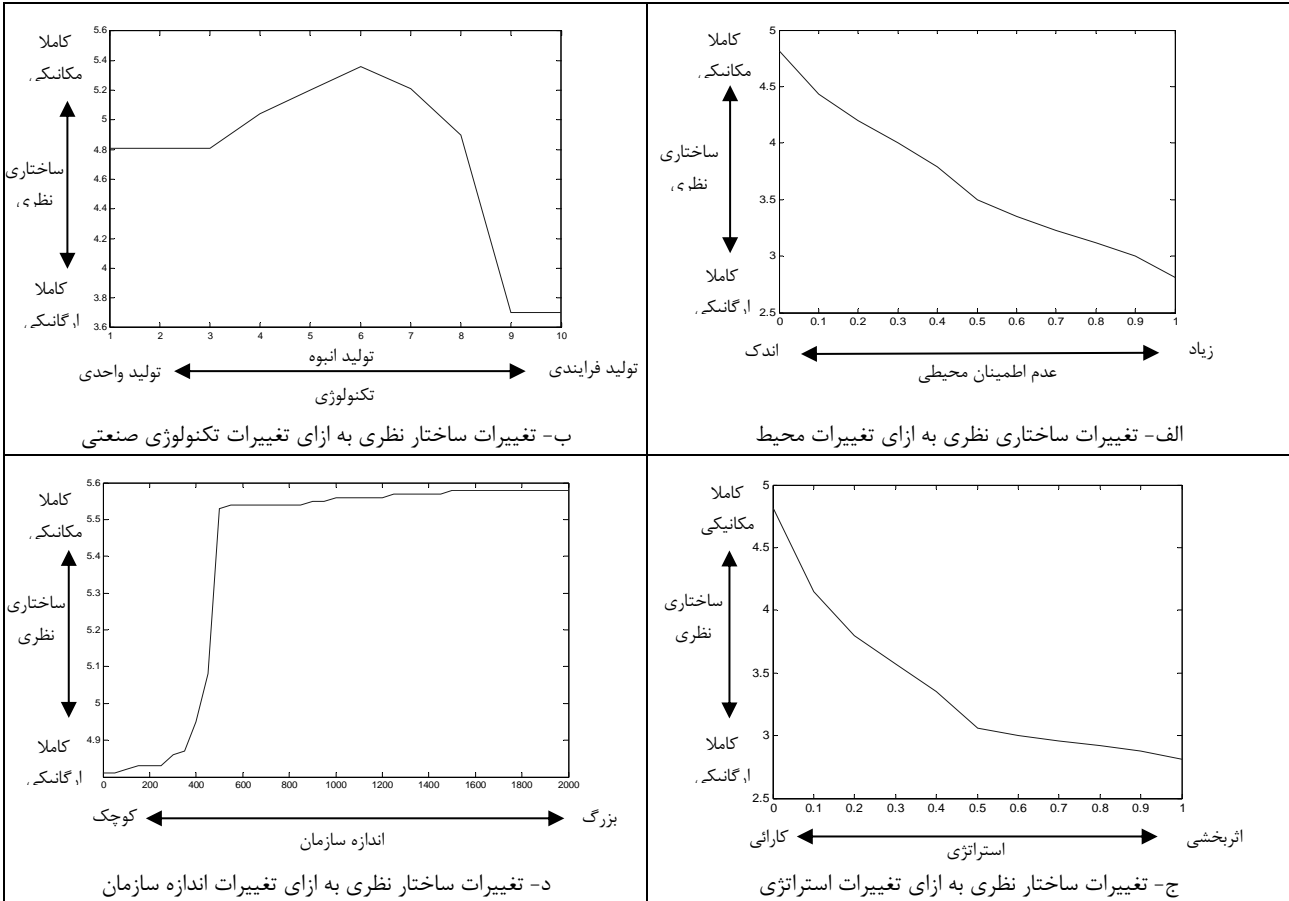 کاملا
مکانیکی
ساختاری
نظری
کاملا
ارگانیکی
5
4.5
4
3.5
3
2.5
0 0.1 0.2 0.3 0.4 0.5 0.6 0.7 0.8 0.9 1
زیاد
اندک
عدم اطمینان محیطی
الف- تغییرات ساختاری نظری به ازای تغییرات محیط
کاملا
مکانیکی
ساختاری
نظری
کاملا
ارگانیکی
5.6
5.4
5.2
5
4.8
4.6
4.4
4.2
4
3.8
3.6
1 2 3 4 5 6 7 8 9 10
تولید انبوه
تولید فرایندی
تولید واحدی
تکنولوژی
ب- تغییرات ساختار نظری به ازای تغییرات تکنولوژی صنعتی
کاملا
مکانیکی
ساختاری
نظری
کاملا
ارگانیکی
5
4.5
4
3.5
3
2.5
0 0.1 0.2 0.3 0.4 0.5 0.6 0.7 0.8 0.9 1
اثربخشی
کارائی
استراتژی
ج- تغییرات ساختار نظری به ازای تغییرات استراتژی
کاملا
مکانیکی
ساختاری
نظری
کاملا
ارگانیکی
5.6
5.5
5.4
5.3
5.2
5.1
5
4.9
0 200 400 600 800 1000 1200 1400 1600 1800 2000
بزرگ
کوچک
اندازه سازمان
د- تغییرات ساختار نظری به ازای تغییرات اندازه سازمان